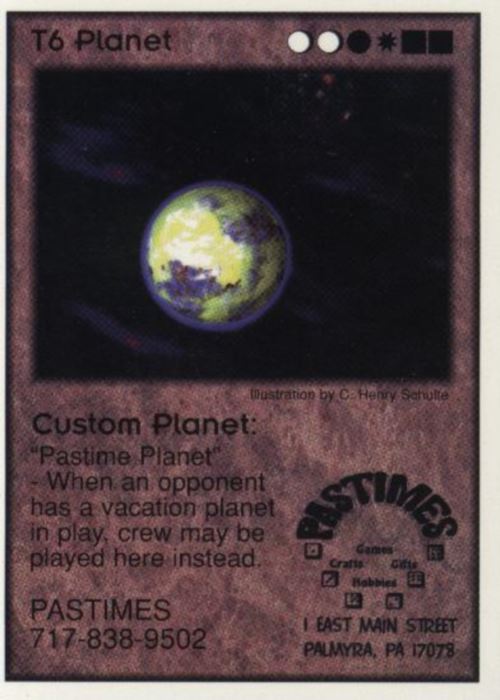 T6 Planet
Illustration by C. Henry Schulte
Custom Planet:
"Pastime Planet"
- When an opponent
has a vacation planet
in play, crew may be
played here instead.
PASTIMES
717-838-9502
PASTIMES
Games
Crafts Gifts
Hobbies
1 EAST MAIN STREET
PALMYRA, PA 17078